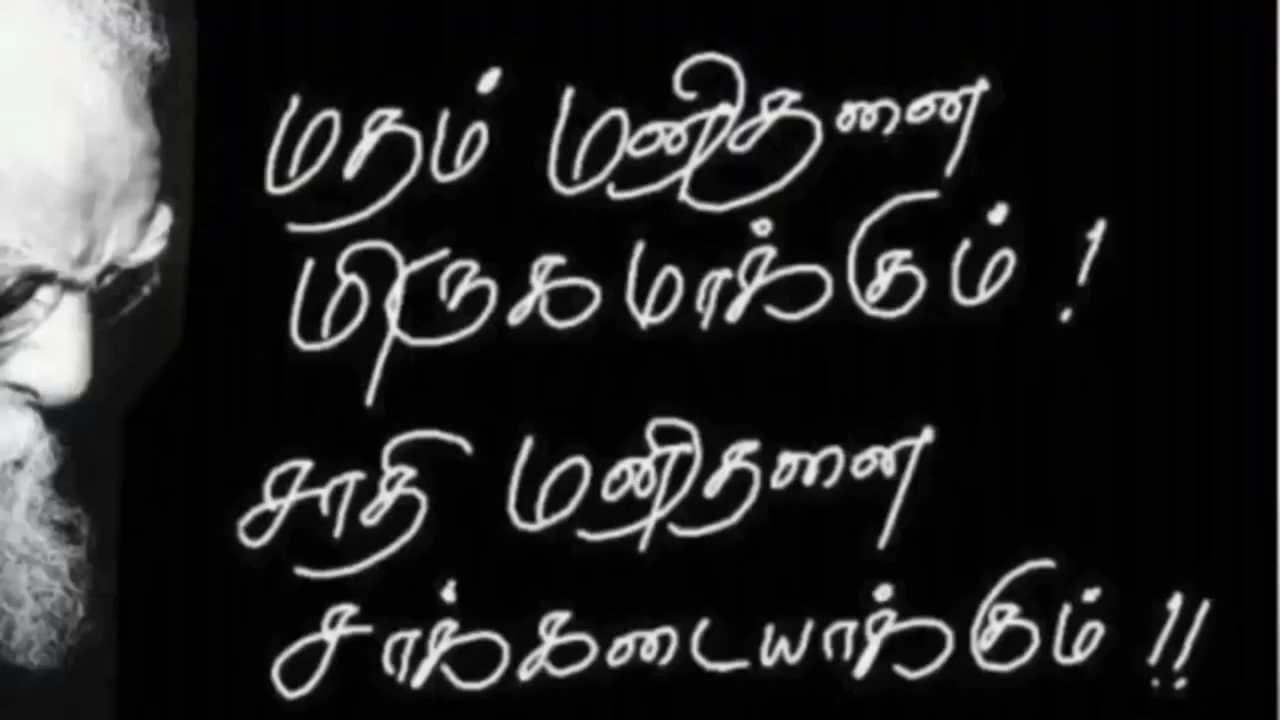 மதம் மனிதனை
மிருகமாக்கும் !
சாதி மனிதனை
சாக்கடையாக்கும் !!